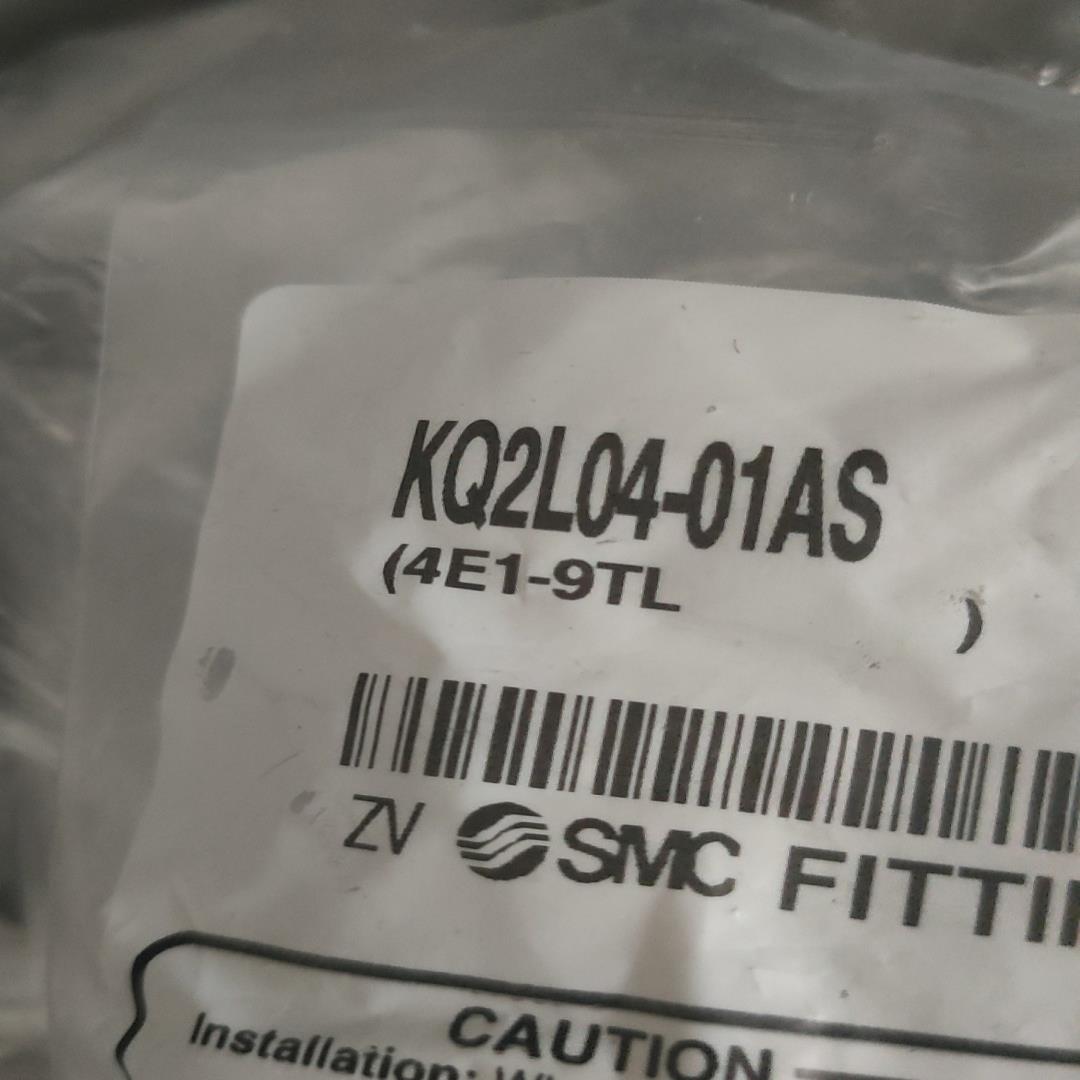 KQ2L04-01AS
(4E1-9TL )
ZV SMC FITTI
CAUTION
Installation: